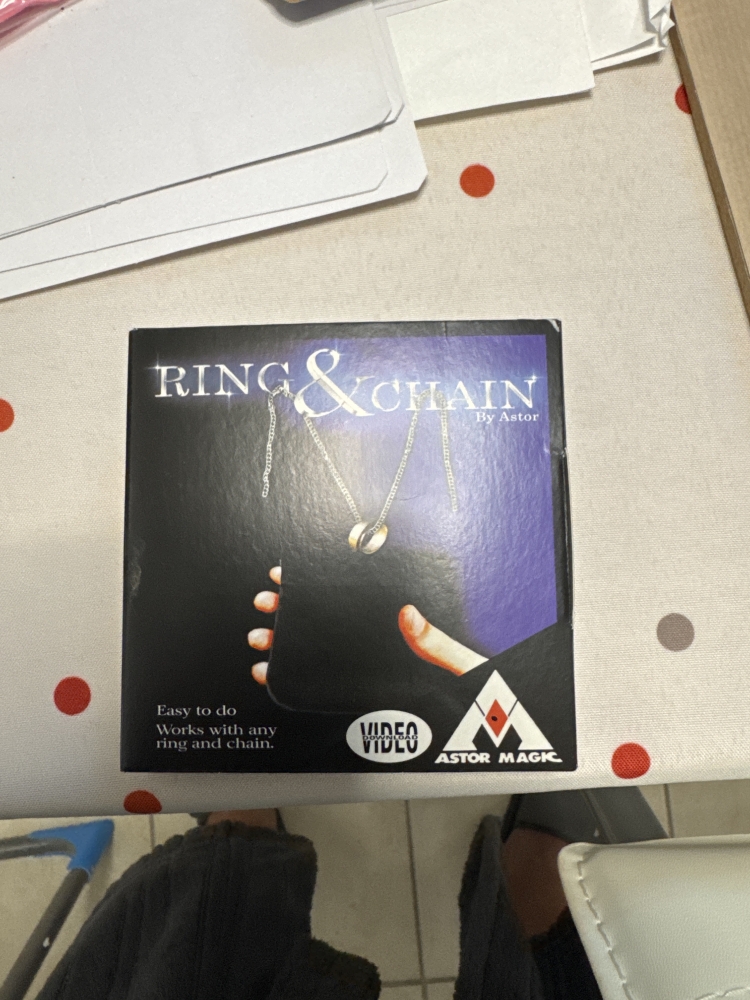 RING & CHAIN
By Astor
Easy to do
Works with any
ring and chain.
VIDEO
DOWNLOAD
ASTOR MAGIC